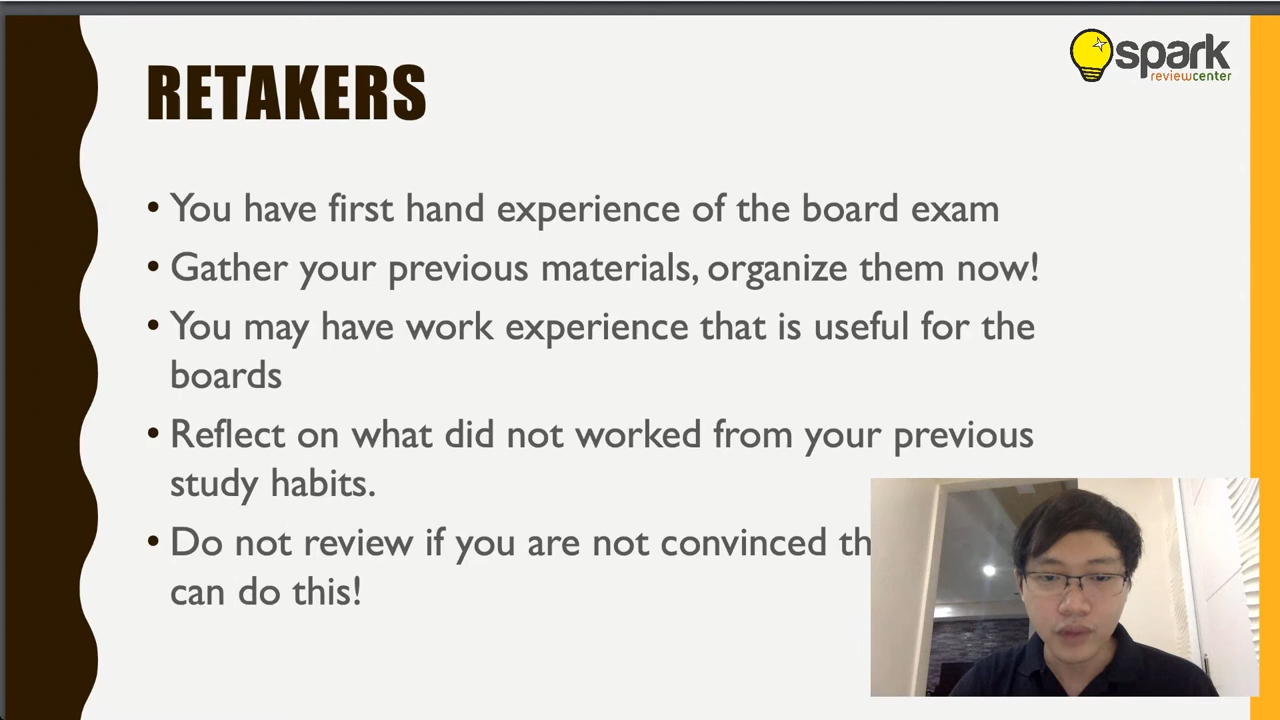 spark
reviewcenter
RETAKERS
• You have first hand experience of the board exam
• Gather your previous materials, organize them now!
• You may have work experience that is useful for the
boards
• Reflect on what did not worked from your previous
study habits.
• Do not review if you are not convinced
can do this!